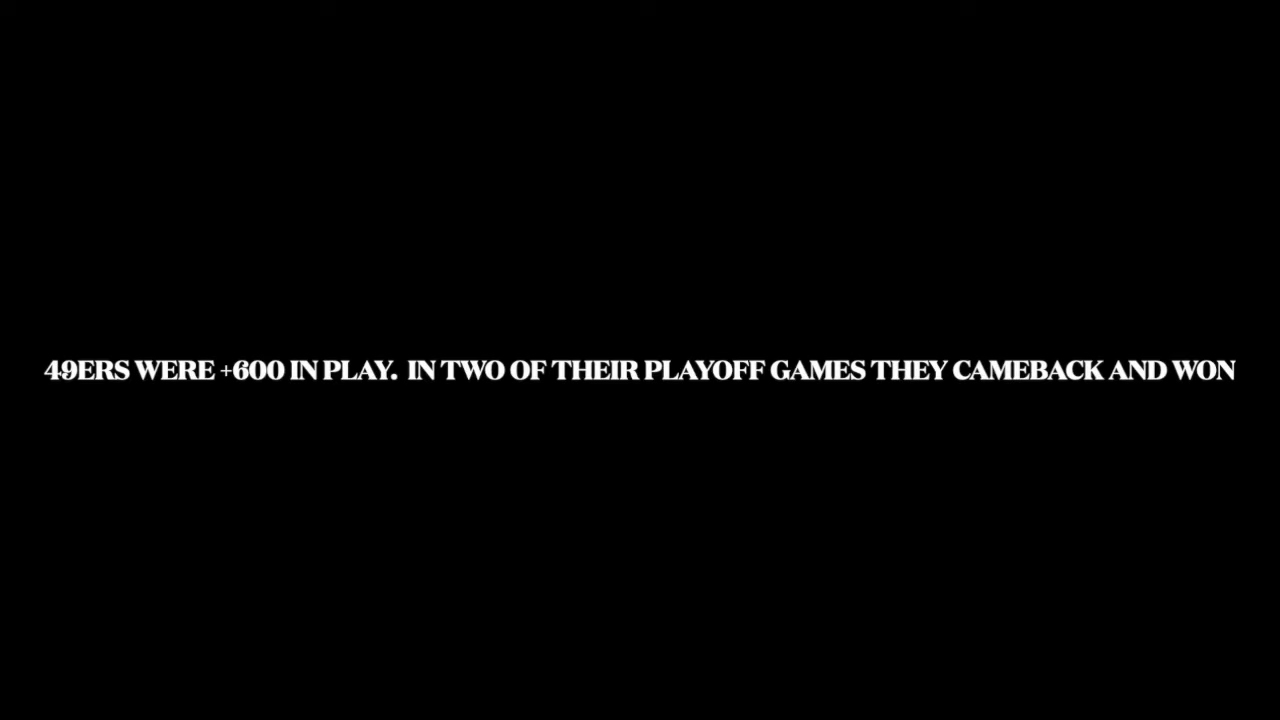 49ERS WERE +600 IN PLAY.  IN TWO OF THEIR PLAYOFF GAMES THEY CAMEBACK AND WON